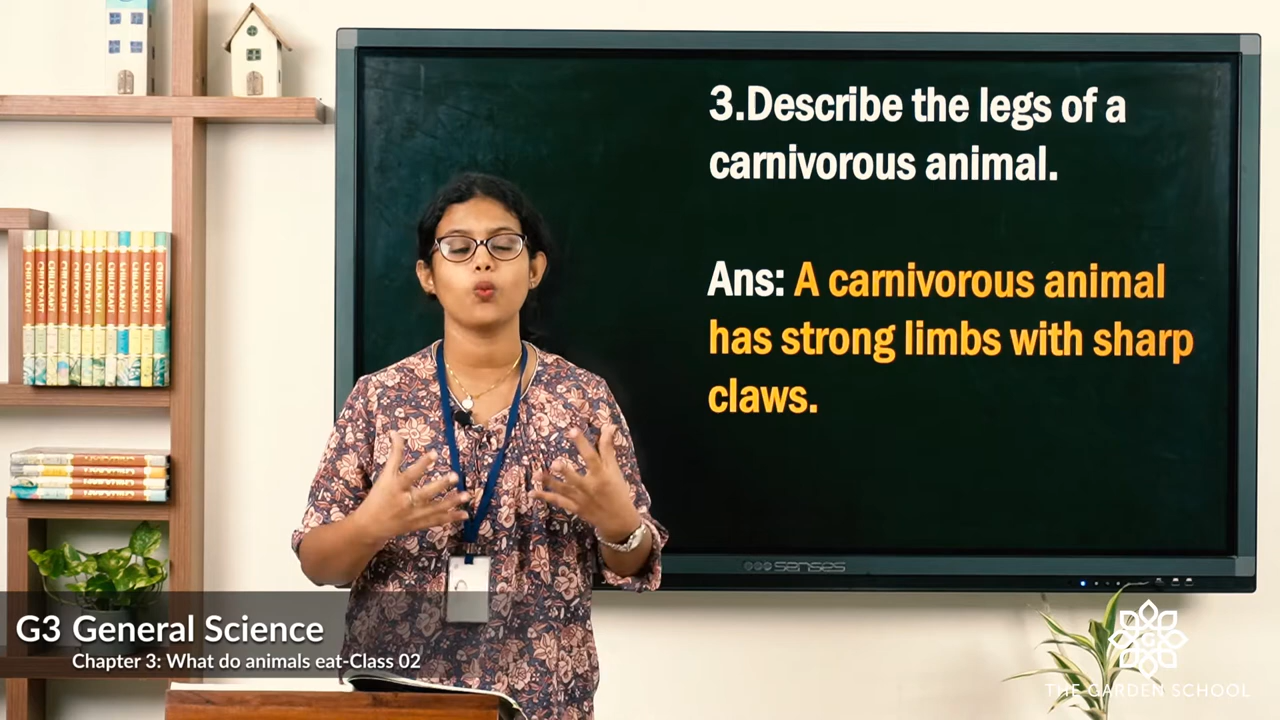 3.Describe the legs of a
carnivorous animal.
Ans: A carnivorous animal
has strong limbs with sharp
claws.
senses
G3 General Science
Chapter 3: What do animals eat-Class 02
G
THE GARDEN SCHOOL